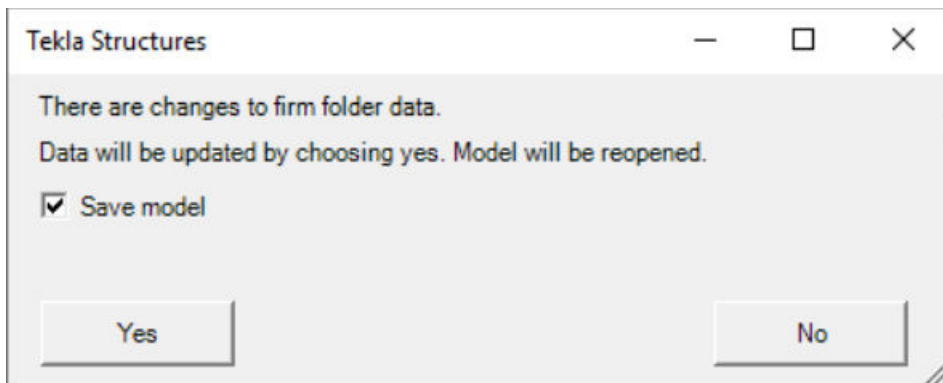 Tekla Structures
There are changes to firm folder data.
Data will be updated by choosing yes. Model will be reopened.
Save model
Yes
No